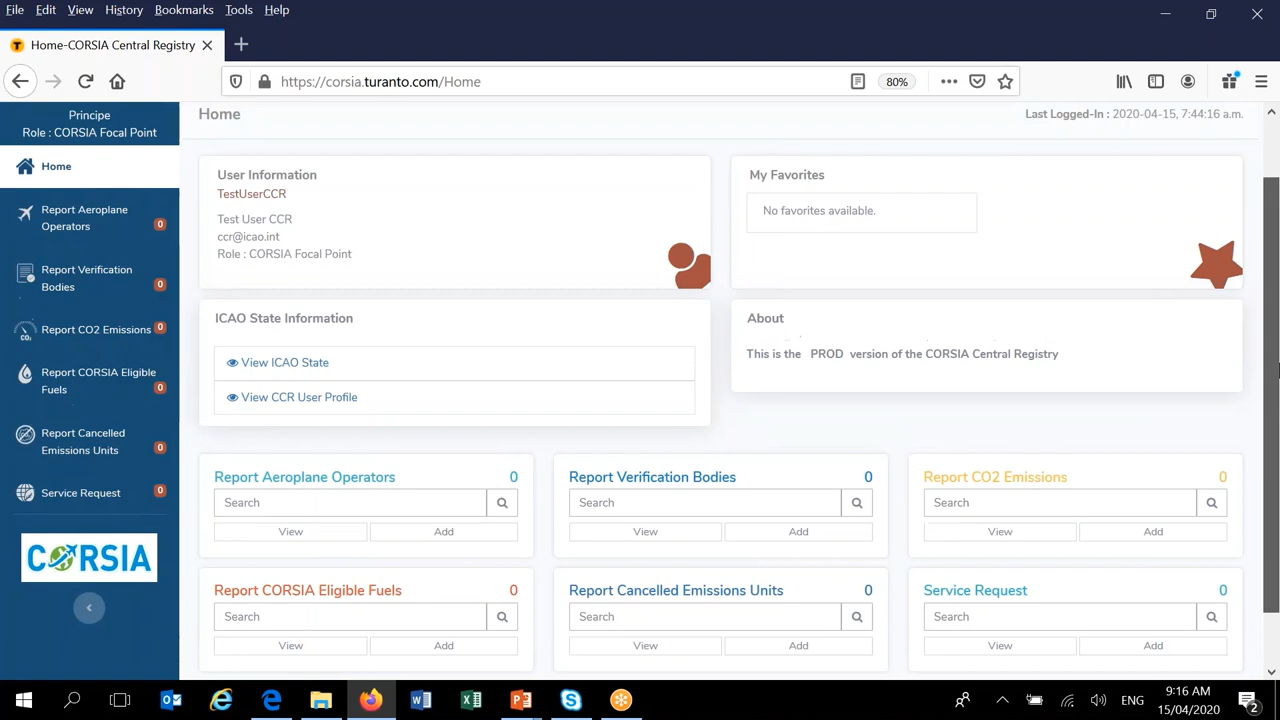 File Edit View History Bookmarks Tools Help
Home-CORSIA Central Registry
https://corsia.turanto.com/Home
80%
Principe
Role : CORSIA Focal Point
Home
Report Aeroplane
Operators
0
Report Verification
Bodies
0
Report CO2 Emissions 0
Report CORSIA Eligible
Fuels
0
Report Cancelled
Emissions Units
0
Service Request 0
CORSIA
Home
Last Logged-In : 2020-04-15, 7:44:16 a.m.
User Information
TestUserCCR
Test User CCR
ccr@icao.int
Role : CORSIA Focal Point
My Favorites
No favorites available.
ICAO State Information
View ICAO State
View CCR User Profile
About
This is the PROD version of the CORSIA Central Registry
Report Aeroplane Operators 0
Search
View Add
Report Verification Bodies 0
Search
View Add
Report CO2 Emissions 0
Search
View Add
Report CORSIA Eligible Fuels 0
Search
View Add
Report Cancelled Emissions Units 0
Search
View Add
Service Request 0
Search
View Add
ENG
9:16 AM
15/04/2020
2